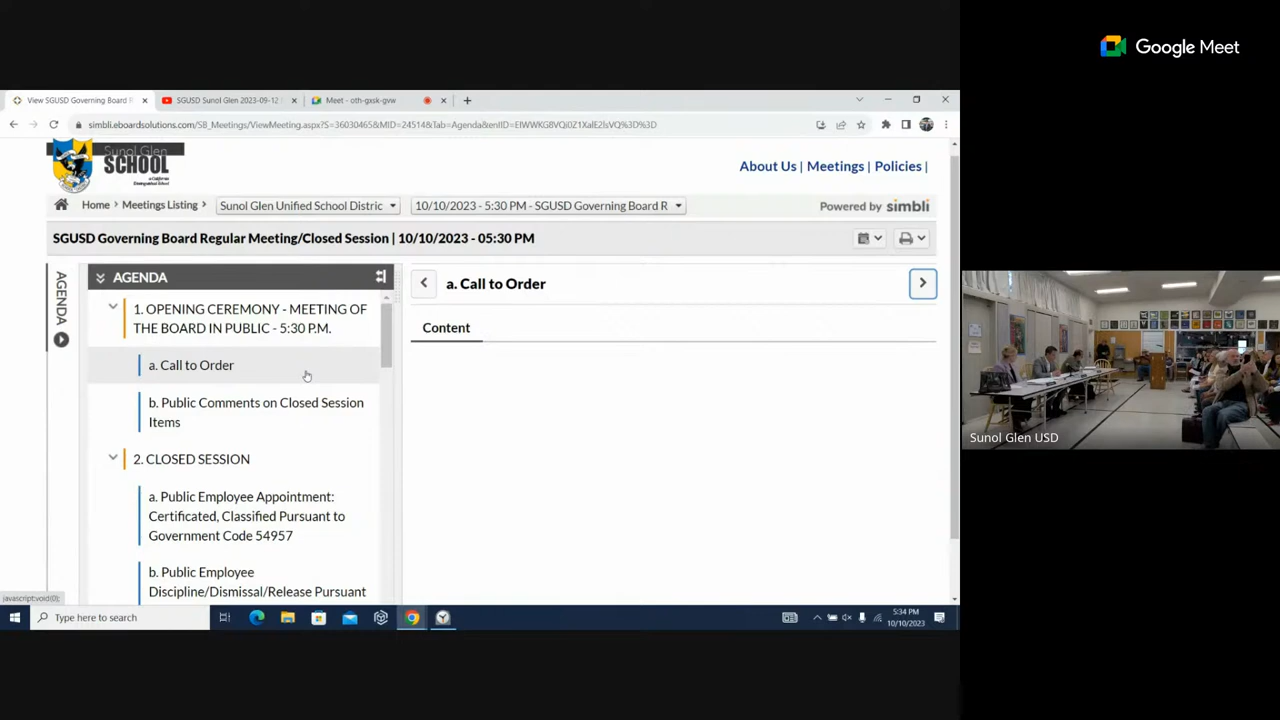 Google Meet
View SGUSD Governing Board R
SGUSD Sunol Glen 2023-09-12
Meet - oth-gxsk-gvw
simbli.eboardsolutions.com/SB_Meetings/ViewMeeting.aspx?S=36030465&MID=24514&Tab=Agenda&enIID=EIWWKG8VQi0Z1XalE2lsVQ%3D%3D
Sunol Glen
SCHOOL
About Us | Meetings | Policies |
Home > Meetings Listing > Sunol Glen Unified School Distric 10/10/2023 - 5:30 PM - SGUSD Governing Board R Powered by simbli
SGUSD Governing Board Regular Meeting/Closed Session | 10/10/2023 - 05:30 PM
AGENDA
AGENDA
1. OPENING CEREMONY - MEETING OF
THE BOARD IN PUBLIC - 5:30 P.M.
a. Call to Order
b. Public Comments on Closed Session
Items
2. CLOSED SESSION
a. Public Employee Appointment:
Certificated, Classified Pursuant to
Government Code 54957
b. Public Employee
Discipline/Dismissal/Release Pursuant
a. Call to Order
Content
Sunol Glen USD
javascript:void(0);
Type here to search
5:34 PM
10/10/2023